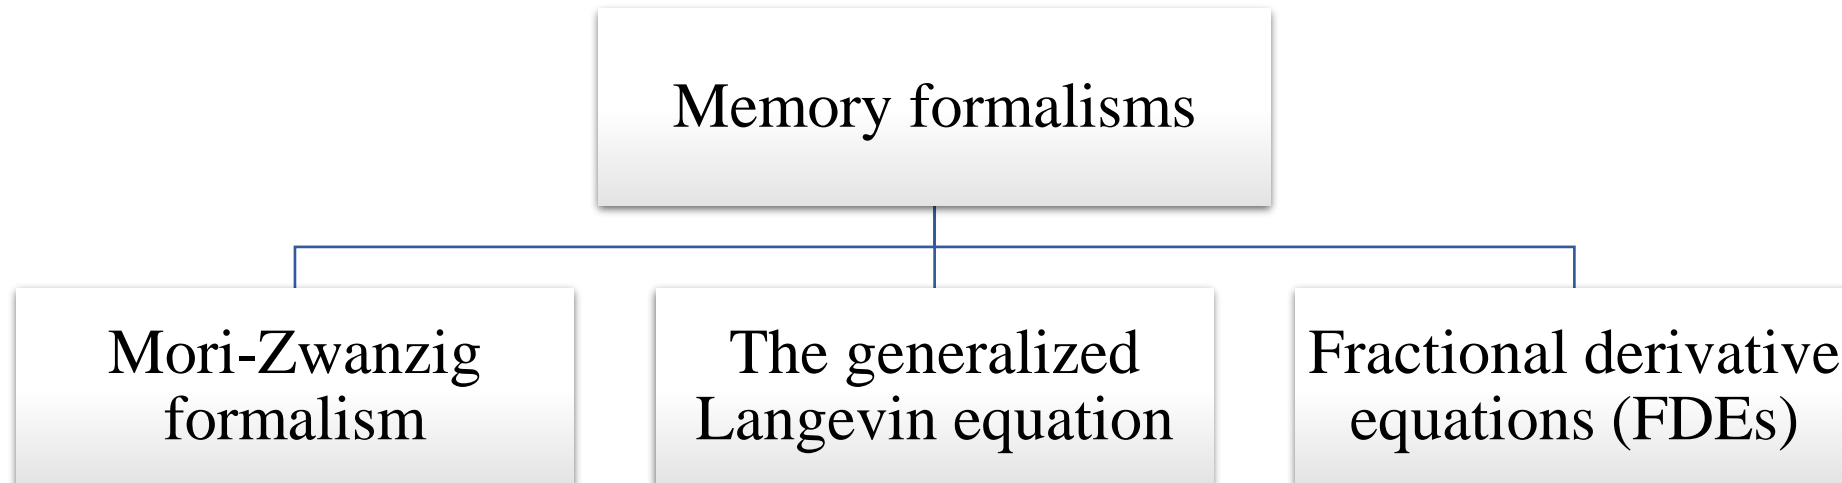 Memory formalisms
Mori-Zwanzig
formalism
The generalized
Langevin equation
Fractional derivative
equations (FDEs)